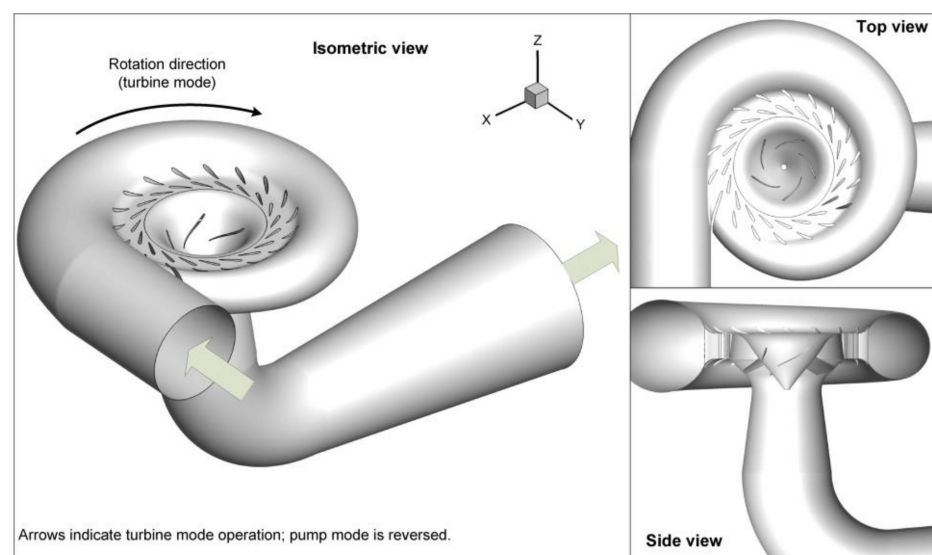 Isometric view
Rotation direction
(turbine mode)
Z
X
Y
Top view
Arrows indicate turbine mode operation; pump mode is reversed.
Side view